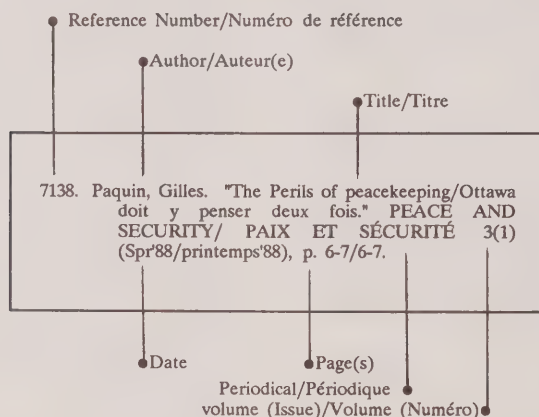 Reference Number/Numéro de référence
Author/Auteur(e)
Title/Titre
7138. Paquin, Gilles. "The Perils of peacekeeping/Ottawa
doit y penser deux fois." PEACE AND
SECURITY/ PAIX ET SÉCURITÉ 3(1)
(Spr'88/printemps'88), p. 6-7/6-7.
Date
Page(s)
Periodical/Périodique
volume (Issue)/Volume (Numéro)